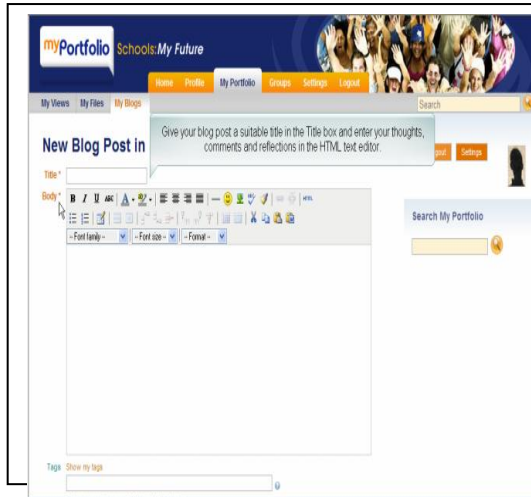 myPortfolio Schools:My Future
Home Profile My Portfolio Groups Settings Logout
My Views My Files My Blogs
Search
Give your blog post a suitable title in the Title box and enter your thoughts,
comments and reflections in the HTML text editor.
New Blog Post in
Settings
Title *
Body *
B I U ABC A HTML
-- Font family -- -- Font size -- -- Format --
Search My Portfolio
Tags Show my tags